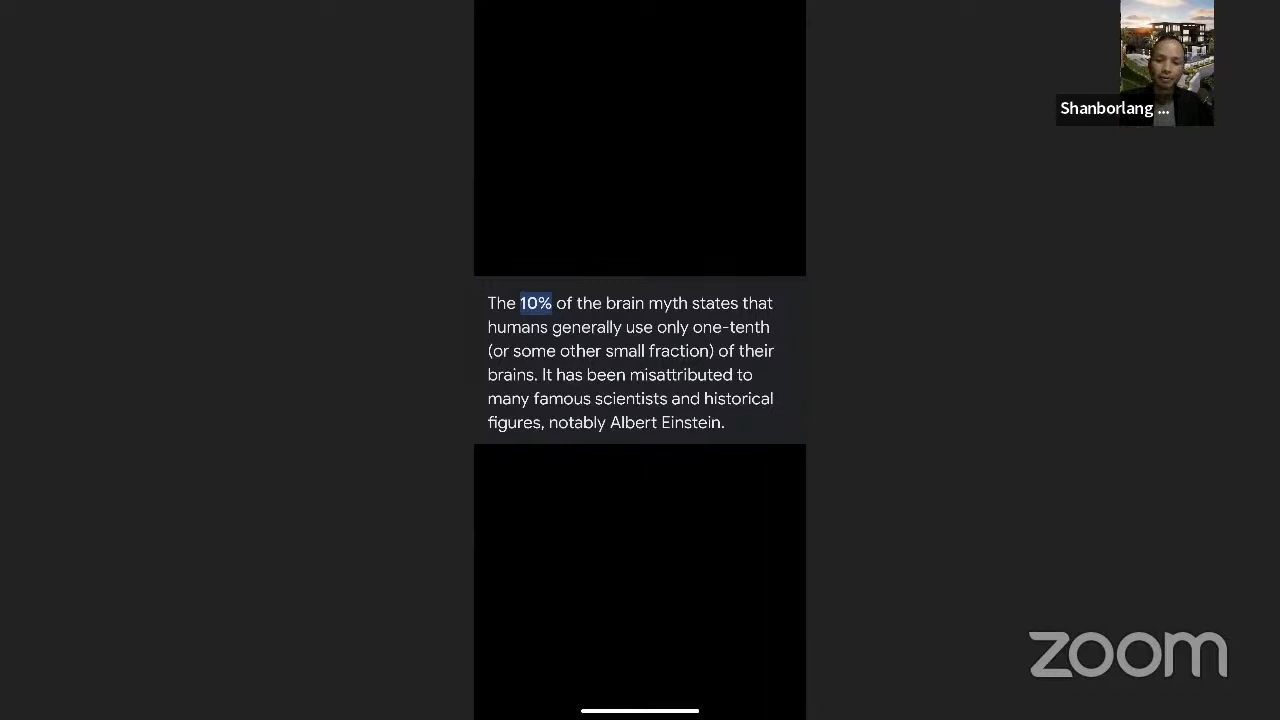 Shanborlang ...
The 10% of the brain myth states that
humans generally use only one-tenth
(or some other small fraction) of their
brains. It has been misattributed to
many famous scientists and historical
figures, notably Albert Einstein.
zoom